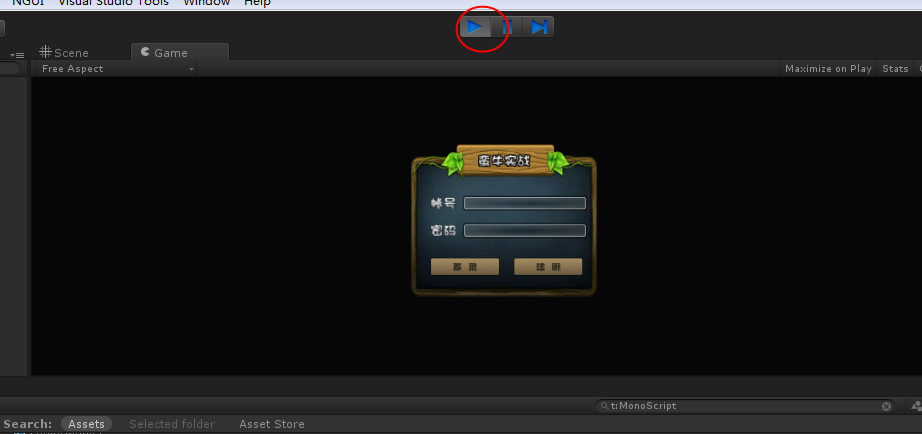 NGUI Visual Studio Tools Window Help
Scene Game
Free Aspect Maximize on Play Stats
蛮牛实战
帐号
密码
t:MonoScript
Search: Assets Selected folder Asset Store